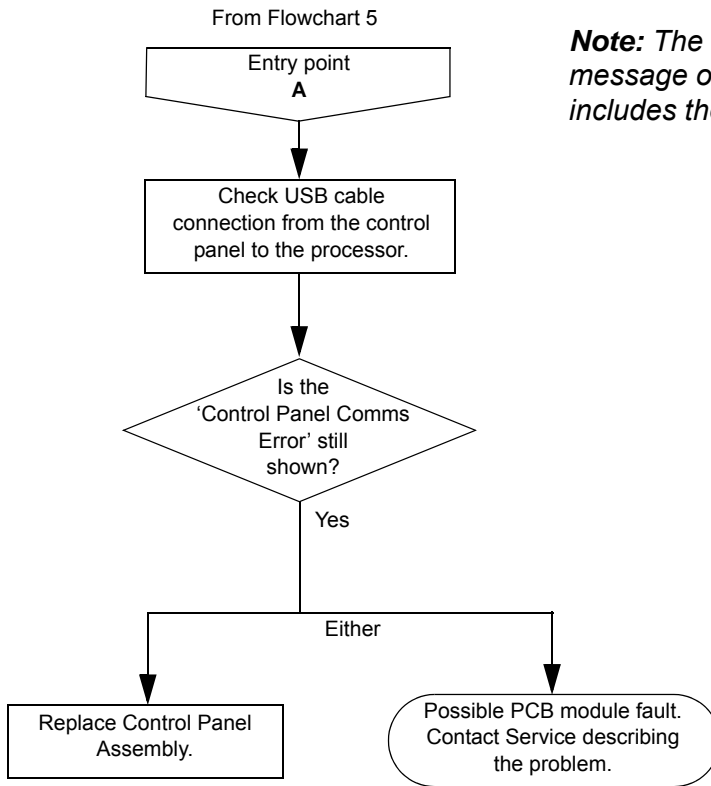 From Flowchart 5
Entry point
A
Note: The
message o
includes the
Check USB cable
connection from the control
panel to the processor.
Is the
‘Control Panel Comms
Error’ still
shown?
Yes
Either
Replace Control Panel
Assembly.
Possible PCB module fault.
Contact Service describing
the problem.